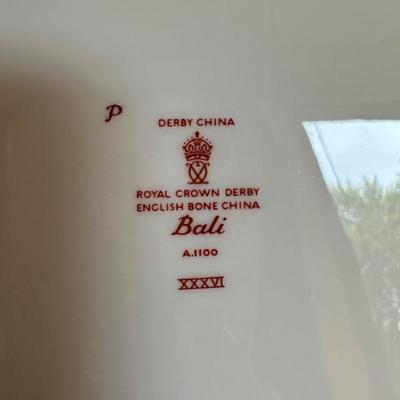 P
DERBY CHINA
ROYAL CROWN DERBY
ENGLISH BONE CHINA
Bali
A.1100
XXXVI